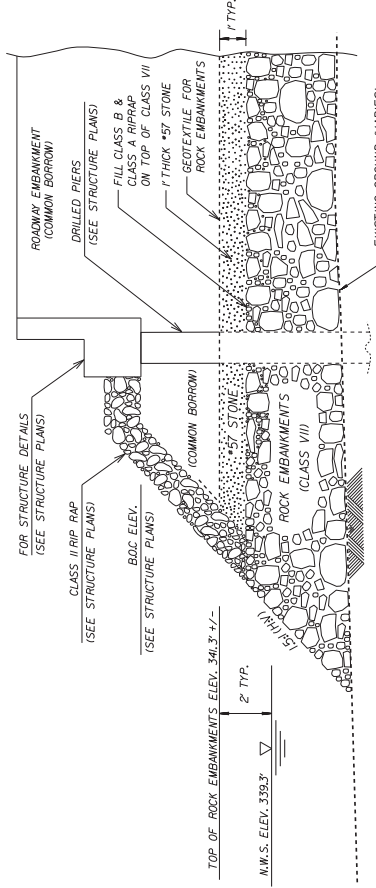 FOR STRUCTURE DETAILS
(SEE STRUCTURE PLANS)
CLASS II RIP RAP
(SEE STRUCTURE PLANS)
B.O.C ELEV.
(SEE STRUCTURE PLANS)
TOP OF ROCK EMBANKMENTS ELEV. 341.3' +/-
2' TYP.
N.W.S. ELEV. 339.3'
ROADWAY EMBANKMENT
(COMMON BORROW)
DRILLED PIERS
(SEE STRUCTURE PLANS)
FILL CLASS B &
CLASS A RIPRAP
ON TOP OF CLASS VII
1' THICK #57 STONE
GEOTEXTILE FOR
ROCK EMBANKMENTS
1' TYP.
(COMMON BORROW)
#57 STONE
ROCK EMBANKMENTS
(CLASS VII)
1.5:1 (H:V)